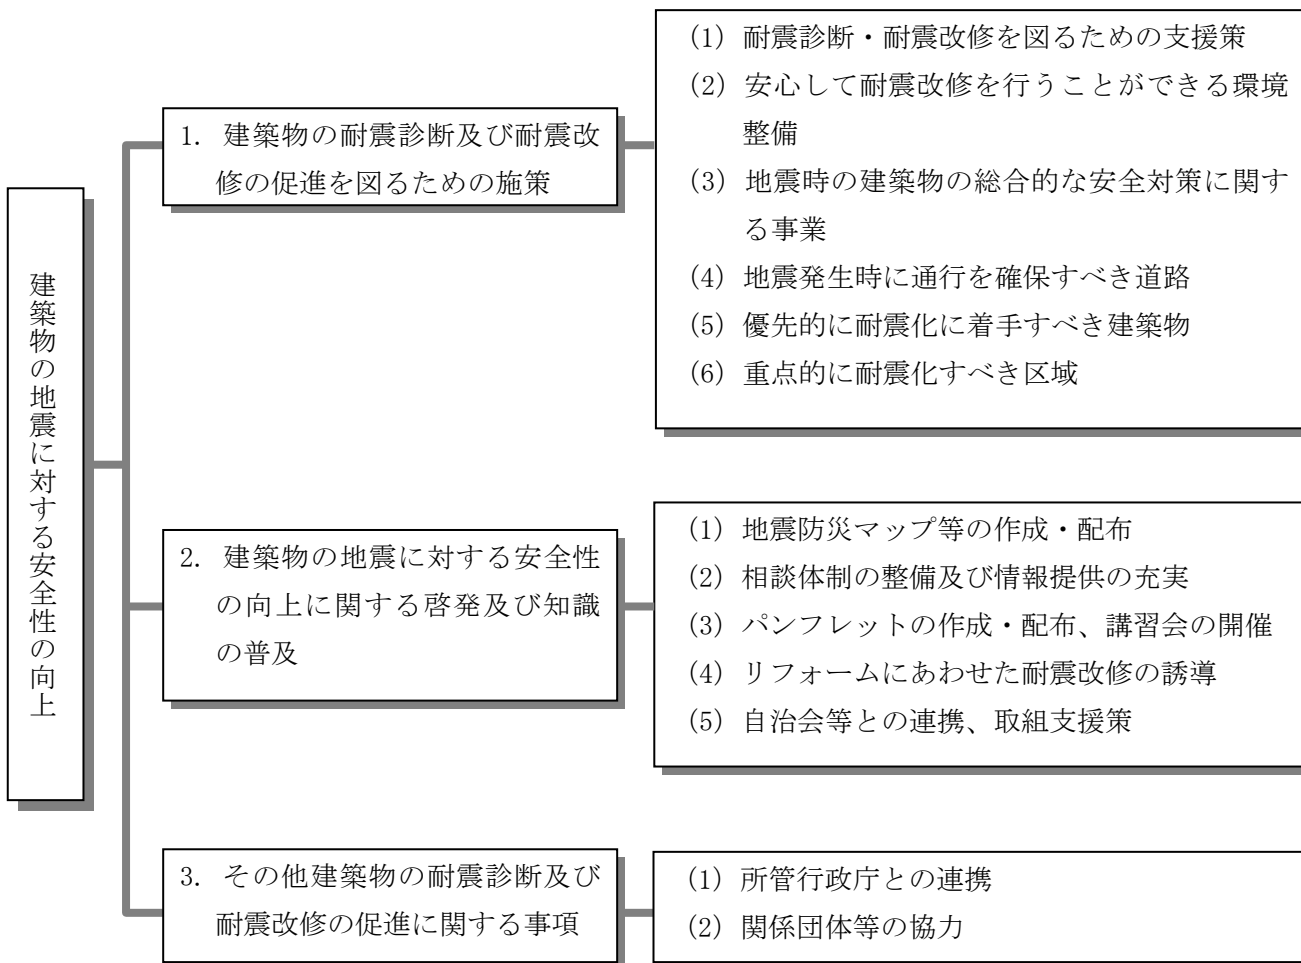 建築物の地震に対する安全性の向上
1. 建築物の耐震診断及び耐震改
修の促進を図るための施策
(1) 耐震診断・耐震改修を図るための支援策
(2) 安心して耐震改修を行うことができる環境
整備
(3) 地震時の建築物の総合的な安全対策に関す
る事業
(4) 地震発生時に通行を確保すべき道路
(5) 優先的に耐震化に着手すべき建築物
(6) 重点的に耐震化すべき区域
2. 建築物の地震に対する安全性
の向上に関する啓発及び知識
の普及
(1) 地震防災マップ等の作成・配布
(2) 相談体制の整備及び情報提供の充実
(3) パンフレットの作成・配布、講習会の開催
(4) リフォームにあわせた耐震改修の誘導
(5) 自治会等との連携、取組支援策
3. その他建築物の耐震診断及び
耐震改修の促進に関する事項
(1) 所管行政庁との連携
(2) 関係団体等の協力